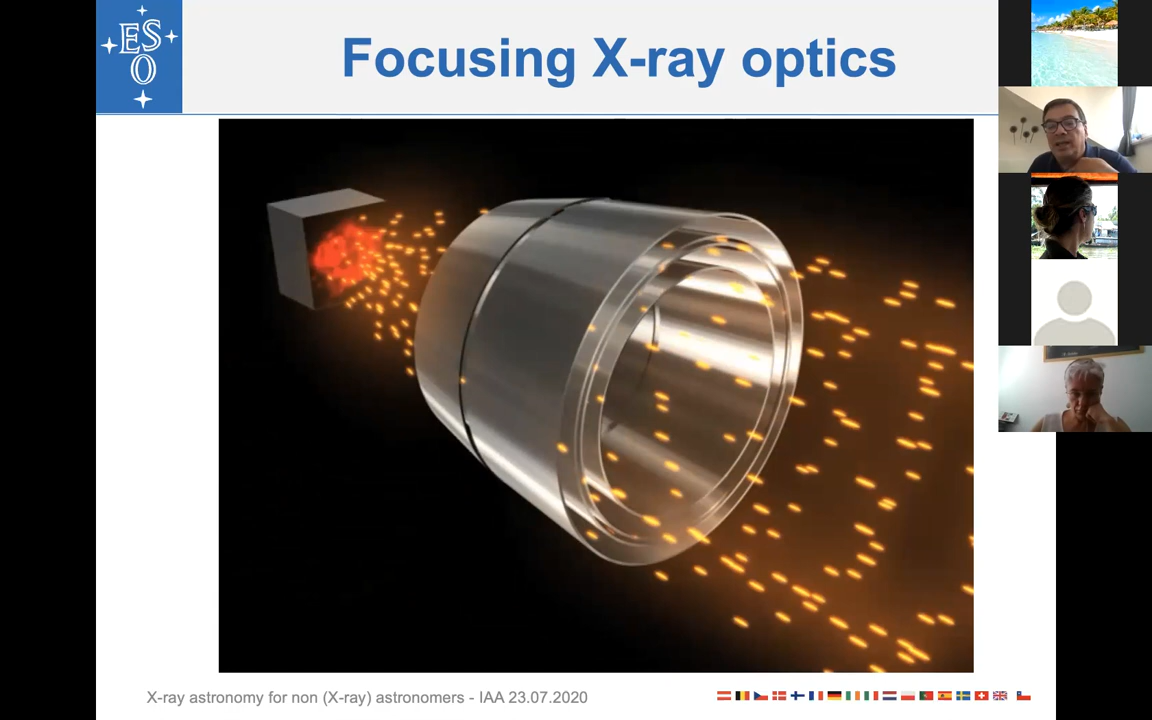 ESO
Focusing X-ray optics
X-ray astronomy for non (X-ray) astronomers - IAA 23.07.2020